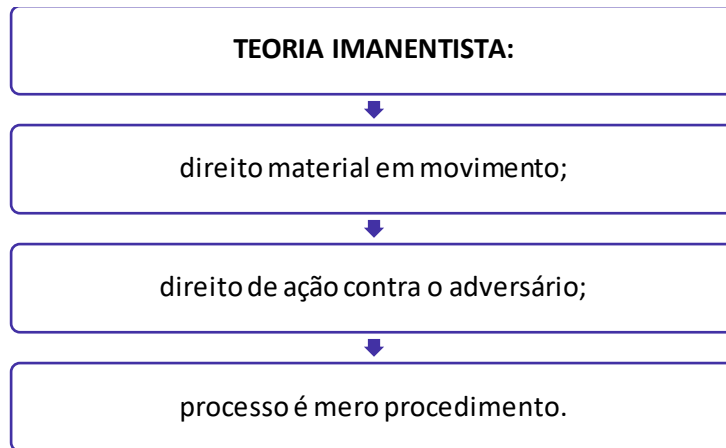 TEORIA IMANENTISTA:
direito material em movimento;
direito de ação contra o adversário;
processo é mero procedimento.